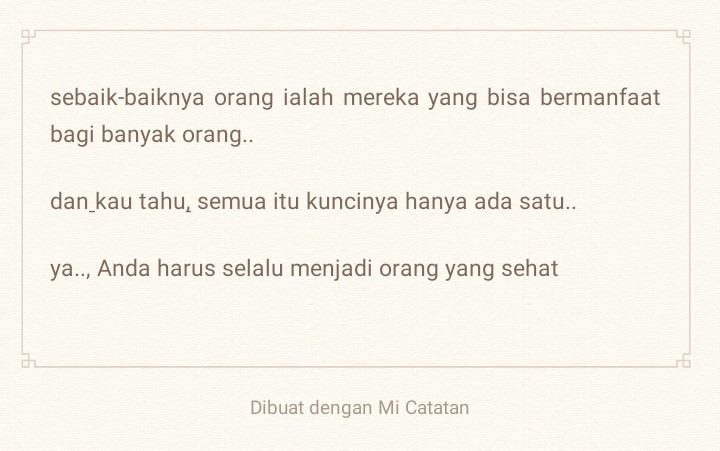 sebaik-baiknya orang ialah mereka yang bisa bermanfaat
bagi banyak orang..
dan kau tahu, semua itu kuncinya hanya ada satu..
ya.., Anda harus selalu menjadi orang yang sehat
Dibuat dengan Mi Catatan